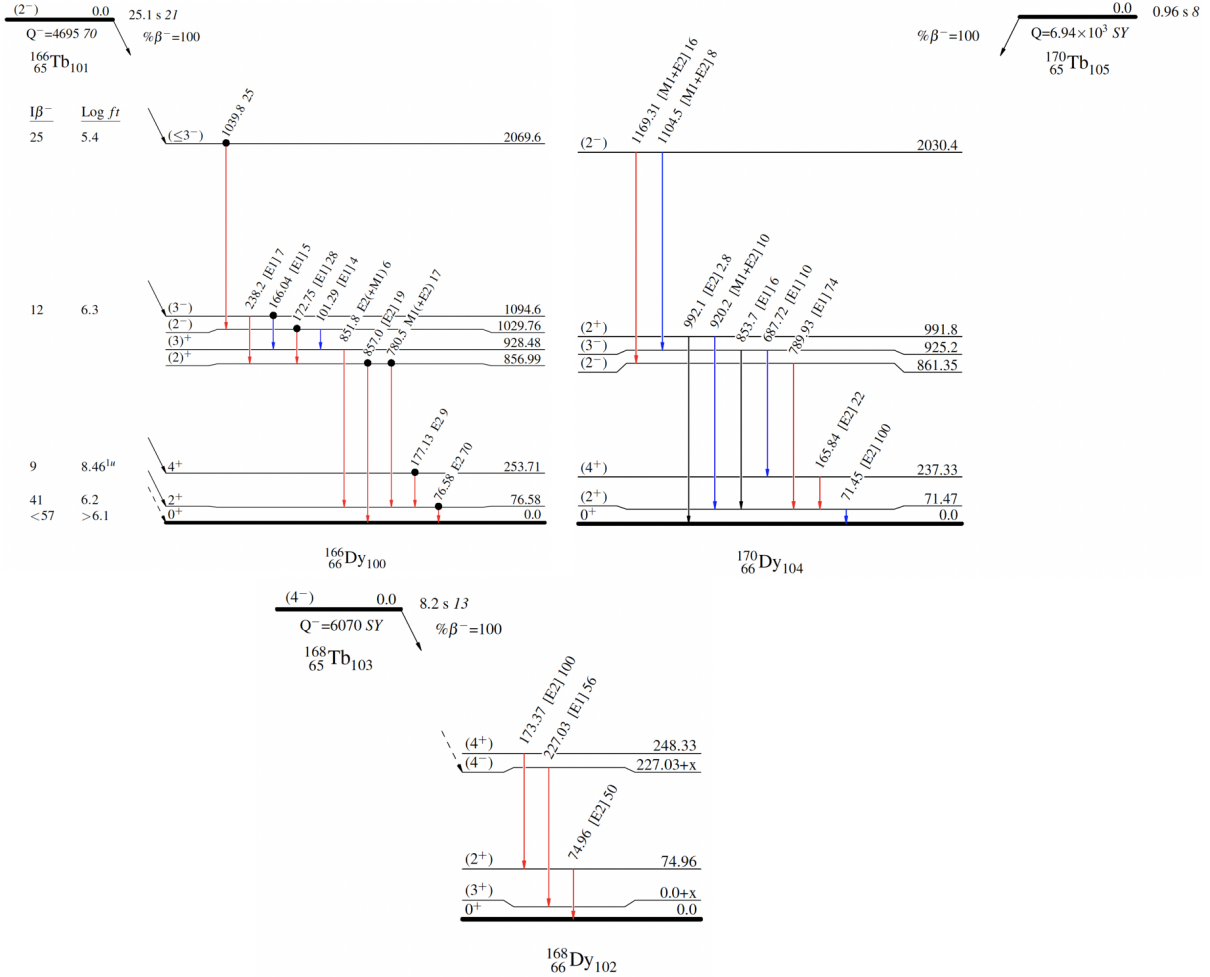 (2⁻) 0.0 25.1 s 21
Q⁻=4695 70 %β⁻=100
¹⁶⁶₆₅Tb₁₀₁
Iβ⁻ Log ft
1039.8 25
25 5.4 (≤3⁻) 2069.6
238.2 [E1] 7
166.04 [E1] 5
172.75 [E1] 28
101.29 [E1] 4
851.8 E2(+M1) 6
857.0 [E2] 19
780.5 M1(+E2) 17
12 6.3 (3⁻) 1094.6
(2⁻) 1029.76
(3)⁺ 928.48
(2)⁺ 856.99
177.13 E2 9
76.58 E2 70
9 8.46¹ᵘ 4⁺ 253.71
41 6.2 2⁺ 76.58
<57 >6.1 0⁺ 0.0
¹⁶⁶₆₆Dy₁₀₀
0.0 0.96 s 8
%β⁻=100 Q=6.94×10³ SY
¹⁷⁰₆₅Tb₁₀₅
1169.31 [M1+E2] 16
1104.5 [M1+E2] 8
(2⁻) 2030.4
992.1 [E2] 2.8
920.2 [M1+E2] 10
853.7 [E1] 6
687.72 [E1] 10
789.93 [E1] 74
(2⁺) 991.8
(3⁻) 925.2
(2⁻) 861.35
165.84 [E2] 22
71.45 [E2] 100
(4⁺) 237.33
(2⁺) 71.47
0⁺ 0.0
¹⁷⁰₆₆Dy₁₀₄
(4⁻) 0.0 8.2 s 13
Q⁻=6070 SY %β⁻=100
¹⁶⁸₆₅Tb₁₀₃
173.37 [E2] 100
227.03 [E1] 56
74.96 [E2] 50
(4⁺) 248.33
(4⁻) 227.03+x
(2⁺) 74.96
(3⁺) 0.0+x
0⁺ 0.0
¹⁶⁸₆₆Dy₁₀₂